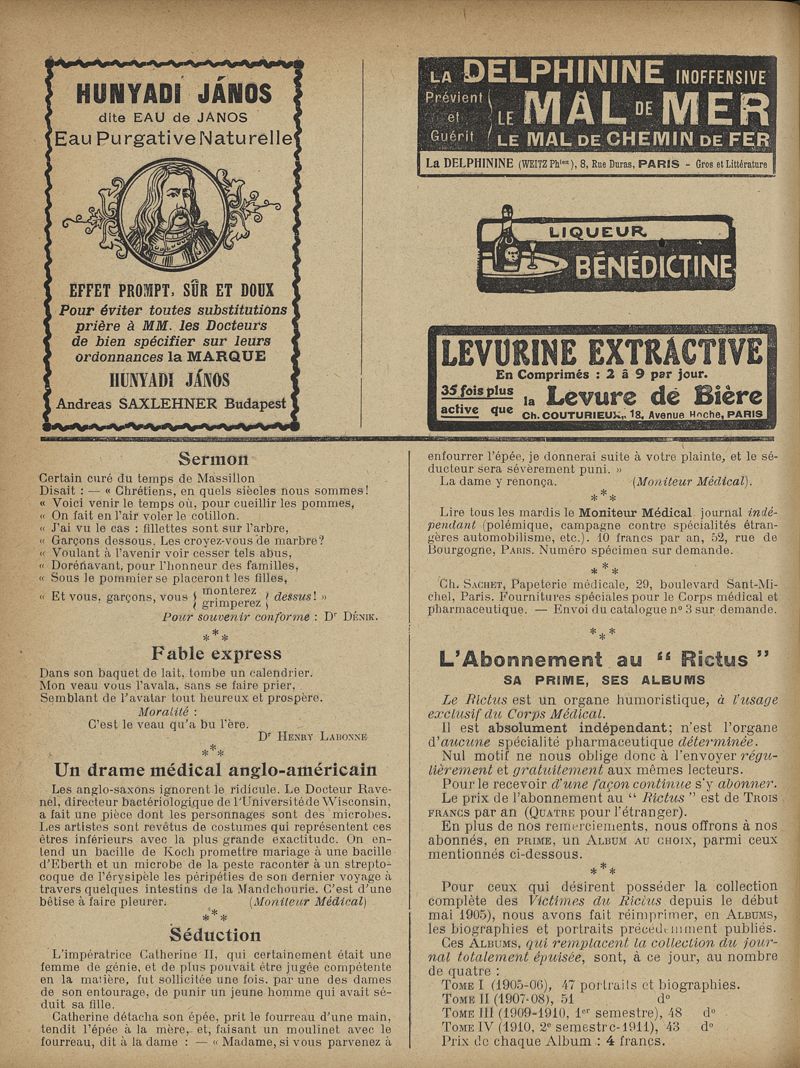 HUNYADI JÁNOS
dite EAU de JANOS
Eau Purgative Naturelle
EFFET PROMPT, SÛR ET DOUX
Pour éviter toutes substitutions
prière à MM. les Docteurs
de bien spécifier sur leurs
ordonnances la MARQUE
HUNYADI JÁNOS
Andreas SAXLEHNER Budapest
LA DELPHININE INOFFENSIVE
Prévient et Guérit
LE MAL DE MER
LE MAL DE CHEMIN DE FER
La DELPHININE (WEITZ Phien), 8, Rue Duras, PARIS - Gros et Littérature
LIQUEUR
BÉNÉDICTINE
LEVURINE EXTRACTIVE
En Comprimés : 2 à 9 par jour.
35 fois plus active que la Levure de Bière
Ch. COUTURIEUX, 18, Avenue Hoche, PARIS
Sermon
Certain curé du temps de Massillon
Disait : — « Chrétiens, en quels siècles nous sommes !
« Voici venir le temps où, pour cueillir les pommes,
« On fait en l'air voler le cotillon.
« J'ai vu le cas : fillettes sont sur l'arbre,
« Garçons dessous. Les croyez-vous de marbre ?
« Voulant à l'avenir voir cesser tels abus,
« Dorénavant, pour l'honneur des familles,
« Sous le pommier se placeront les filles,
« Et vous, garçons, vous { monterez grimperez } dessus ! »
Pour souvenir conforme : Dr DÉNIK.
***
Fable express
Dans son baquet de lait, tombe un calendrier.
Mon veau vous l'avala, sans se faire prier,
Semblant de l'avatar tout heureux et prospère.
Moralité :
C'est le veau qu'a bu l'ère.
Dr HENRY LABONNE
***
Un drame médical anglo-américain
Les anglo-saxons ignorent le ridicule. Le Docteur Rave-
nel, directeur bactériologique de l'Université de Wisconsin,
a fait une pièce dont les personnages sont des microbes.
Les artistes sont revêtus de costumes qui représentent ces
êtres inférieurs avec la plus grande exactitude. On en-
tend un bacille de Koch promettre mariage à une bacille
d'Eberth et un microbe de la peste raconter à un strepto-
coque de l'érysipèle les péripéties de son dernier voyage à
travers quelques intestins de la Mandchourie. C'est d'une
bêtise à faire pleurer. (Moniteur Médical)
***
Séduction
L'impératrice Catherine II, qui certainement était une
femme de génie, et de plus pouvait être jugée compétente
en la matière, fut sollicitée une fois. par une des dames
de son entourage, de punir un jeune homme qui avait sé-
duit sa fille.
Catherine détacha son épée, prit le fourreau d'une main,
tendit l'épée à la mère, et, faisant un moulinet avec le
fourreau, dit à la dame : — « Madame, si vous parvenez à
enfourrer l'épée, je donnerai suite à votre plainte, et le sé-
ducteur sera sévèrement puni. »
La dame y renonça. (Moniteur Médical).
***
Lire tous les mardis le Moniteur Médical journal indé-
pendant (polémique, campagne contre spécialités étran-
gères automobilisme, etc.). 10 francs par an, 52, rue de
Bourgogne, PARIS. Numéro spécimen sur demande.
***
Ch. SACHET, Papeterie médicale, 29, boulevard Sant-Mi-
chel, Paris. Fournitures spéciales pour le Corps médical et
pharmaceutique. — Envoi du catalogue n° 3 sur demande.
***
L'Abonnement au “ Rictus ”
SA PRIME, SES ALBUMS
Le Rictus est un organe humoristique, à l'usage
exclusif du Corps Médical.
Il est absolument indépendant ; n'est l'organe
d'aucune spécialité pharmaceutique déterminée.
Nul motif ne nous oblige donc à l'envoyer régu-
lièrement et gratuitement aux mêmes lecteurs.
Pour le recevoir d'une façon continue s'y abonner.
Le prix de l'abonnement au “ Rictus ” est de TROIS
FRANCS par an (QUATRE pour l'étranger).
En plus de nos remerciements, nous offrons à nos
abonnés, en PRIME, un ALBUM AU CHOIX, parmi ceux
mentionnés ci-dessous.
***
Pour ceux qui désirent posséder la collection
complète des Victimes du Rictus depuis le début
mai 1905), nous avons fait réimprimer, en ALBUMS,
les biographies et portraits précédemment publiés.
Ces ALBUMS, qui remplacent la collection du jour-
nal totalement épuisée, sont, à ce jour, au nombre
de quatre :
TOME I (1905-06), 47 portraits et biographies.
TOME II (1907-08), 51 d°
TOME III (1909-1910, 1er semestre), 48 d°
TOME IV (1910, 2e semestre-1911), 43 d°
Prix de chaque Album : 4 francs.